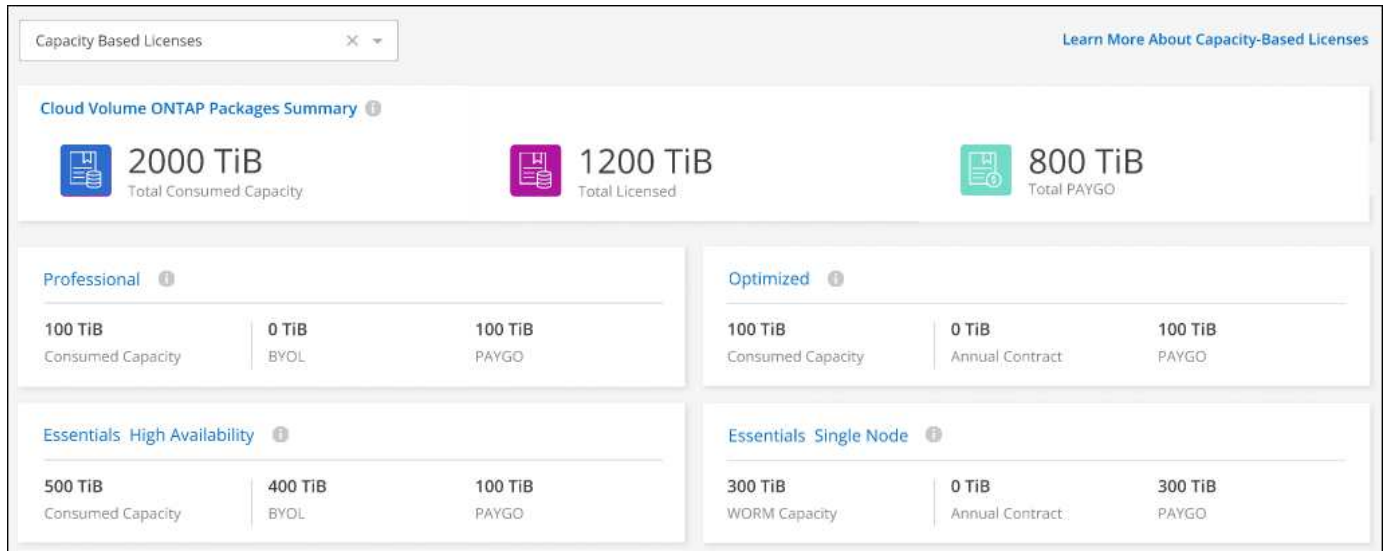 Capacity Based Licenses
Learn More About Capacity-Based Licenses
Cloud Volume ONTAP Packages Summary
2000 TiB
Total Consumed Capacity
1200 TiB
Total Licensed
800 TiB
Total PAYGO
Professional
100 TiB
Consumed Capacity
0 TiB
BYOL
100 TiB
PAYGO
Optimized
100 TiB
Consumed Capacity
0 TiB
Annual Contract
100 TiB
PAYGO
Essentials High Availability
500 TiB
Consumed Capacity
400 TiB
BYOL
100 TiB
PAYGO
Essentials Single Node
300 TiB
WORM Capacity
0 TiB
Annual Contract
300 TiB
PAYGO